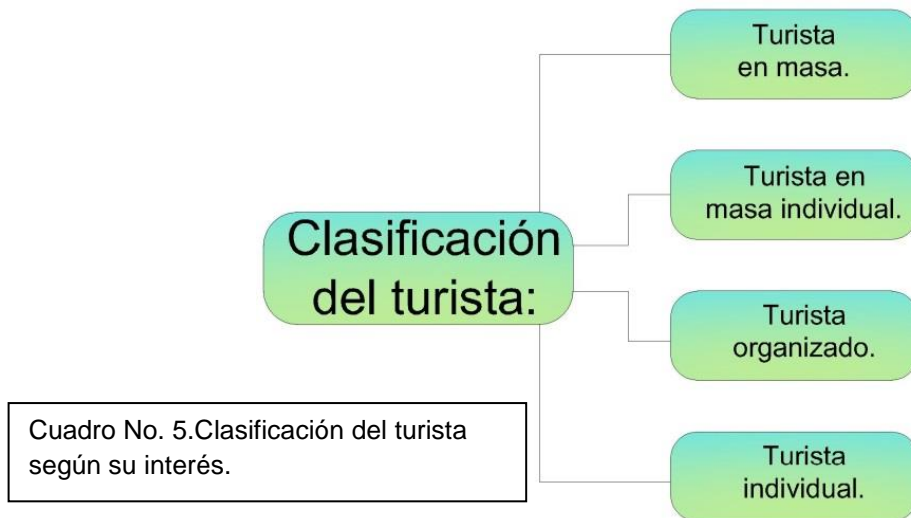 Clasificación
del turista:
Turista
en masa.
Turista en
masa individual.
Turista
organizado.
Turista
individual.
Cuadro No. 5.Clasificación del turista
según su interés.